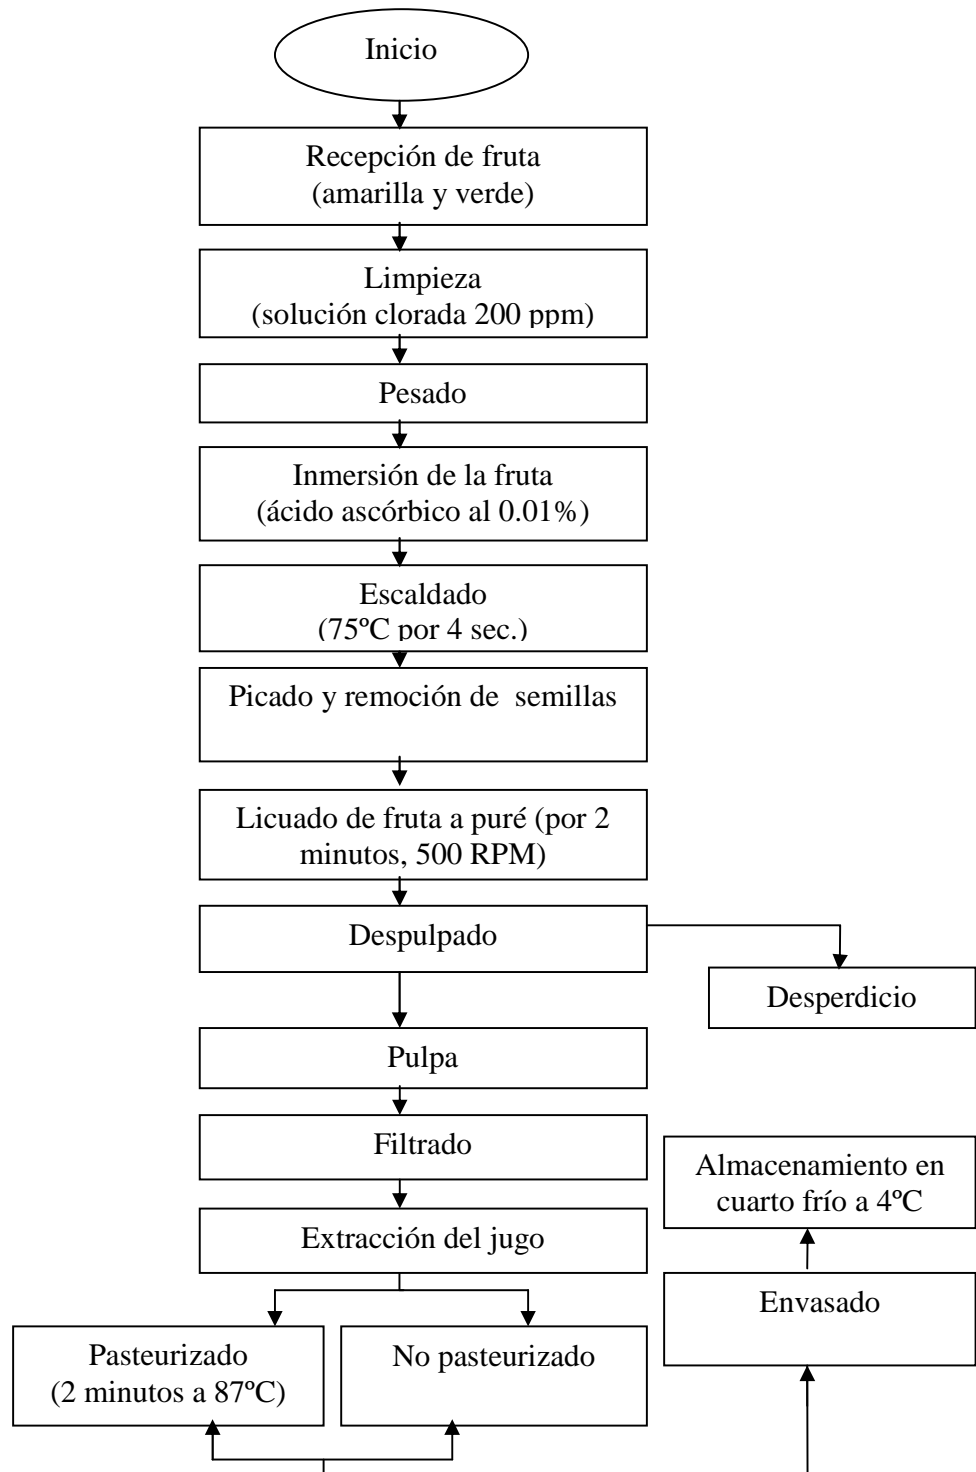 Inicio
Recepción de fruta
(amarilla y verde)
Limpieza
(solución clorada 200 ppm)
Pesado
Inmersión de la fruta
(ácido ascórbico al 0.01%)
Escaldado
(75ºC por 4 sec.)
Picado y remoción de semillas
Licuado de fruta a puré (por 2
minutos, 500 RPM)
Despulpado
Desperdicio
Pulpa
Filtrado
Extracción del jugo
Pasteurizado
(2 minutos a 87ºC)
No pasteurizado
Envasado
Almacenamiento en
cuarto frío a 4ºC